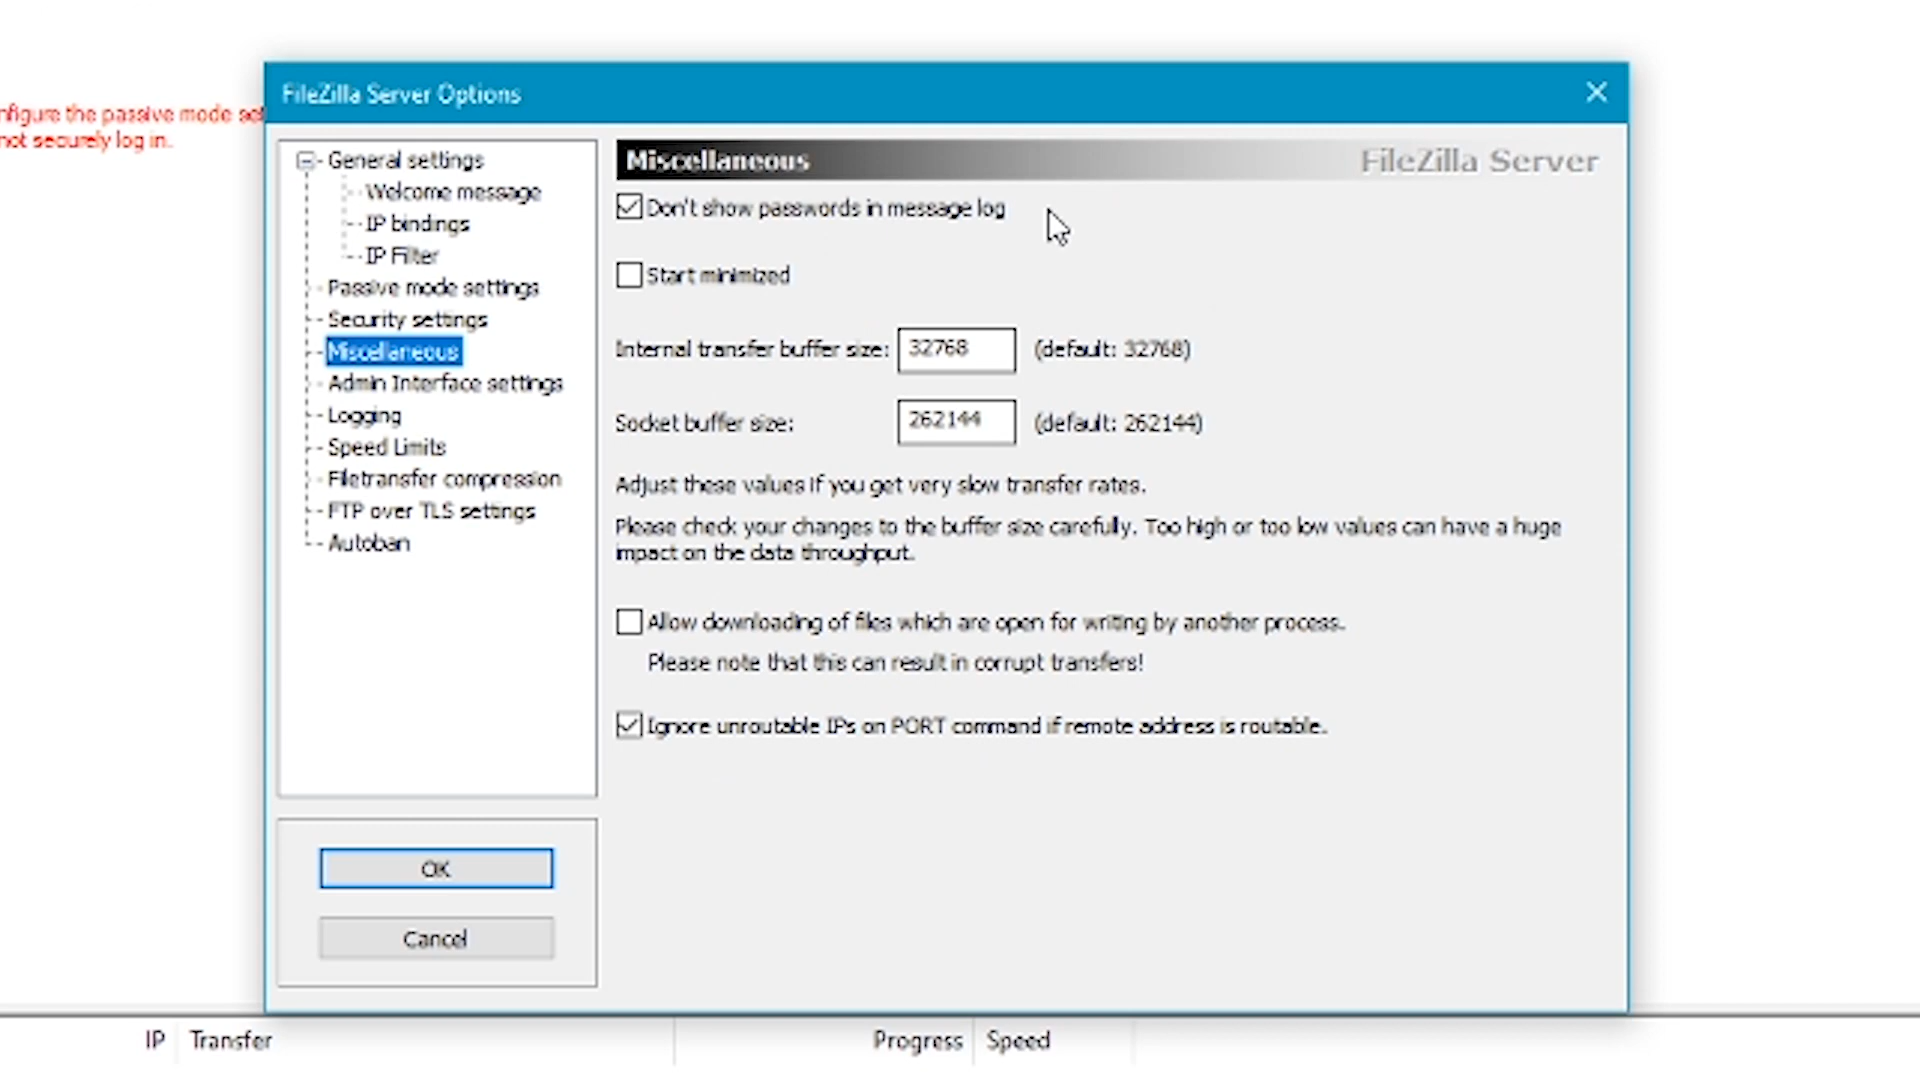 FileZilla Server Options
nfigure the passive mode set
not securely log in.
General settings
Welcome message
IP bindings
IP Filter
Passive mode settings
Security settings
Miscellaneous
Admin Interface settings
Logging
Speed Limits
Filetransfer compression
FTP over TLS settings
Autoban
OK
Cancel
Miscellaneous
FileZilla Server
Don't show passwords in message log
Start minimized
Internal transfer buffer size: 32768 (default: 32768)
Socket buffer size: 262144 (default: 262144)
Adjust these values if you get very slow transfer rates.
Please check your changes to the buffer size carefully. Too high or too low values can have a huge
impact on the data throughput.
Allow downloading of files which are open for writing by another process.
Please note that this can result in corrupt transfers!
Ignore unroutable IPs on PORT command if remote address is routable.
IP Transfer Progress Speed